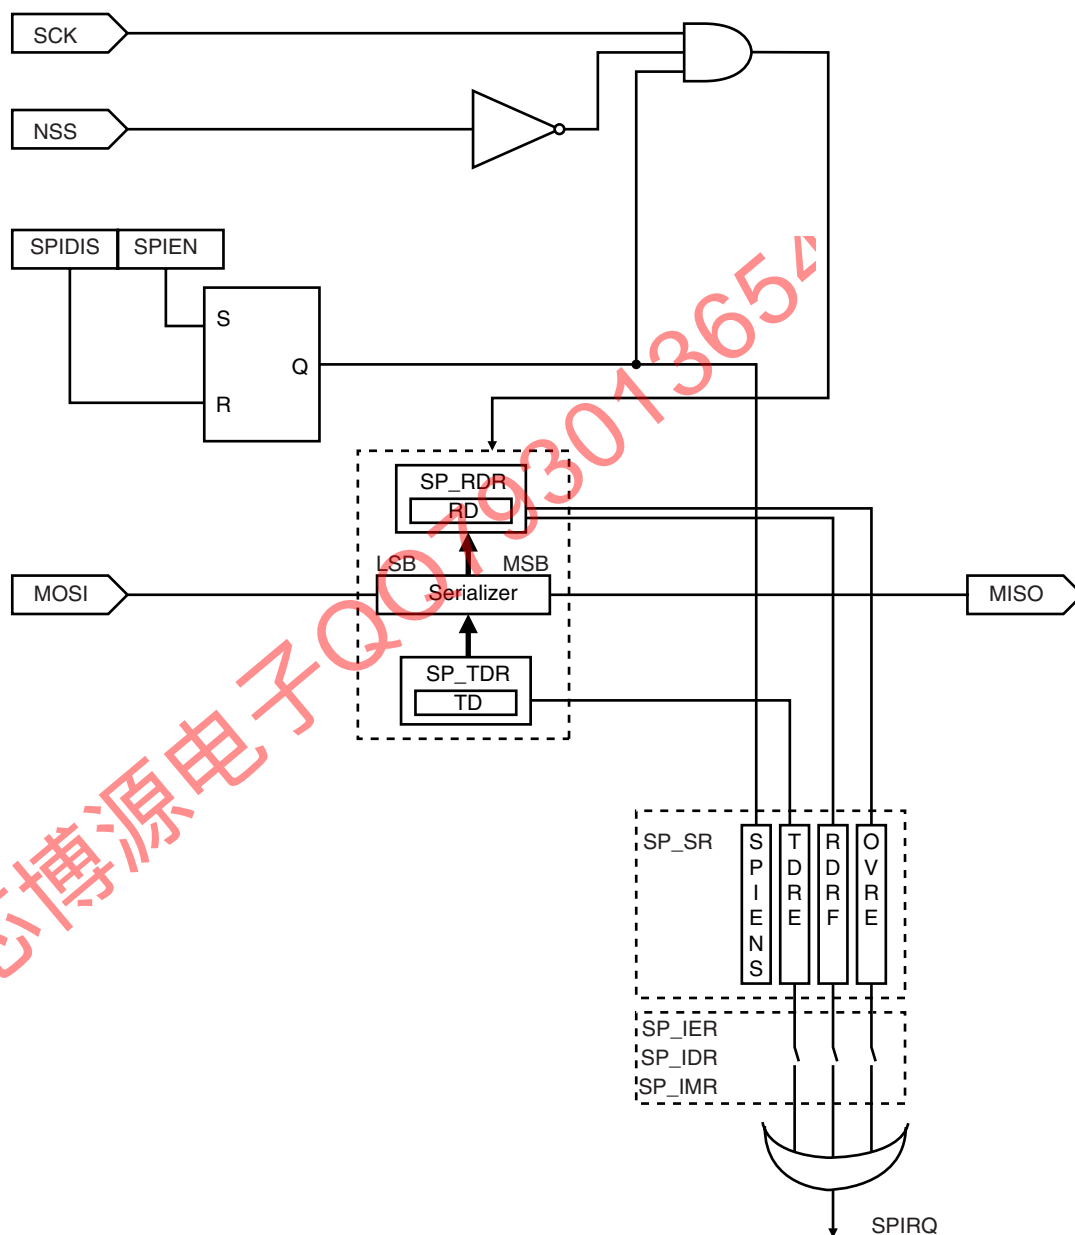 SCK
NSS
SPIDIS SPIEN
S
Q
R
SP_RDR
RD
LSB MSB
MOSI
Serializer
MISO
SP_TDR
TD
SP_SR
SPIENS
TDRE
RDRF
OVRE
SP_IER
SP_IDR
SP_IMR
SPIRQ
博源电子QQ79301365